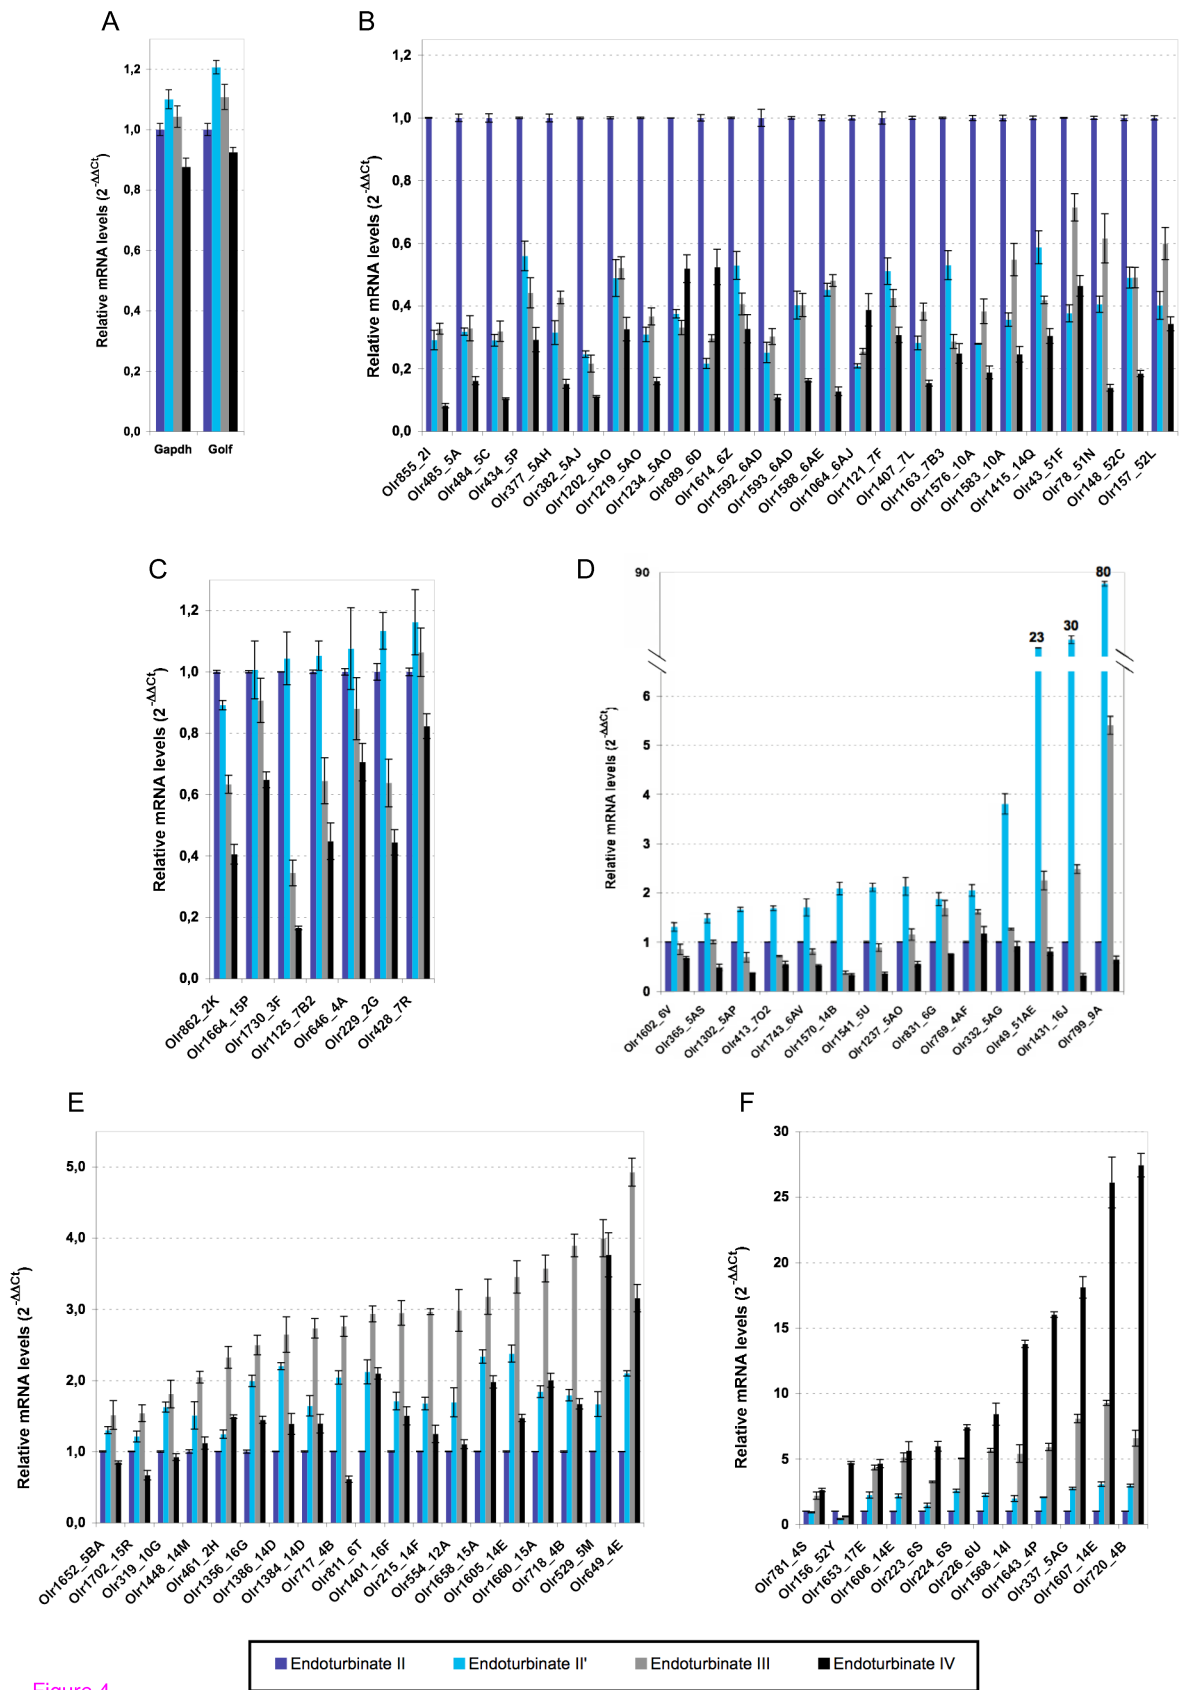 A
Relative mRNA levels (2^-ΔΔCt)
1,2
1,0
0,8
0,6
0,4
0,2
0,0
Gapdh Golf
B
Relative mRNA levels (2^-ΔΔCt)
1,2
1,0
0,8
0,6
0,4
0,2
0,0
Olr855_2I
Olr485_5A
Olr484_5C
Olr434_5P
Olr377_5AH
Olr382_5AJ
Olr1202_5AO
Olr1219_5AO
Olr1234_5AO
Olr889_6D
Olr1614_6Z
Olr1592_6AD
Olr1593_6AD
Olr1588_6AE
Olr1064_6AJ
Olr1121_7F
Olr1407_7L
Olr1163_7B3
Olr1576_10A
Olr1583_10A
Olr1415_14Q
Olr43_51F
Olr78_51N
Olr148_52C
Olr157_52L
C
Relative mRNA levels (2^-ΔΔCt)
1,2
1,0
0,8
0,6
0,4
0,2
0,0
Olr862_2K
Olr1664_15P
Olr1730_3F
Olr1125_7B2
Olr646_4A
Olr229_2G
Olr428_7R
D
Relative mRNA levels (2^-ΔΔCt)
90
6
5
4
3
2
1
0
23
30
80
Olr1602_6V
Olr365_5AS
Olr1302_5AP
Olr413_7O2
Olr1743_6AV
Olr1570_14B
Olr1541_5U
Olr1237_5AO
Olr831_6G
Olr769_4AF
Olr332_5AG
Olr49_51AE
Olr1431_16J
Olr799_9A
E
Relative mRNA levels (2^-ΔΔCt)
5,0
4,0
3,0
2,0
1,0
0,0
Olr1652_5BA
Olr1702_15R
Olr319_10G
Olr1448_14M
Olr461_2H
Olr1356_16G
Olr1386_14D
Olr1384_14D
Olr717_4B
Olr811_6T
Olr1401_16F
Olr215_14F
Olr554_12A
Olr1658_15A
Olr1605_14E
Olr1660_15A
Olr718_4B
Olr529_5M
Olr649_4E
F
Relative mRNA levels (2^-ΔΔCt)
30
25
20
15
10
5
0
Olr781_4S
Olr156_52Y
Olr1653_17E
Olr1606_14E
Olr223_6S
Olr224_6S
Olr226_6U
Olr1568_14I
Olr1643_4P
Olr337_5AG
Olr1607_14E
Olr720_4B
Endoturbinate II Endoturbinate II' Endoturbinate III Endoturbinate IV
Figure 4